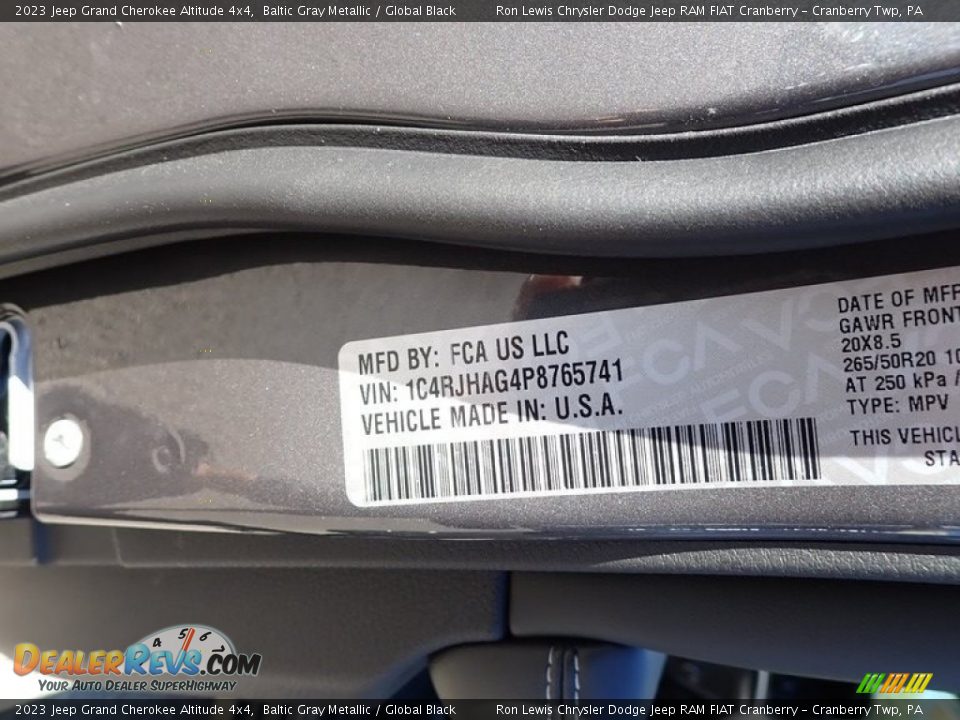 2023 Jeep Grand Cherokee Altitude 4x4, Baltic Gray Metallic / Global Black Ron Lewis Chrysler Dodge Jeep RAM FIAT Cranberry - Cranberry Twp, PA
MFD BY: FCA US LLC
VIN: 1C4RJHAG4P8765741
VEHICLE MADE IN: U.S.A.
DATE OF MFR
GAWR FRONT
20X8.5
265/50R20 10
AT 250 kPa /
TYPE: MPV
THIS VEHICL
STA
4 5 6
DEALERREVS.COM
YOUR AUTO DEALER SUPERHIGHWAY
2023 Jeep Grand Cherokee Altitude 4x4, Baltic Gray Metallic / Global Black Ron Lewis Chrysler Dodge Jeep RAM FIAT Cranberry - Cranberry Twp, PA